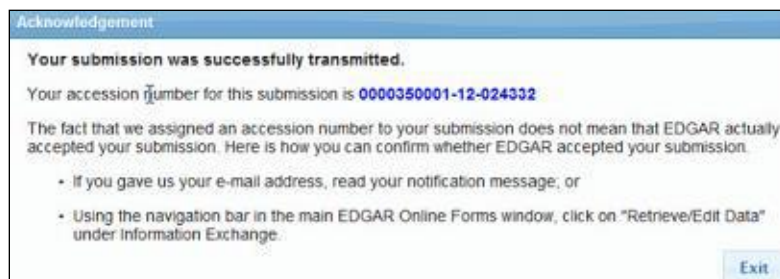 Acknowledgement
Your submission was successfully transmitted.
Your accession number for this submission is 0000350001-12-024332
The fact that we assigned an accession number to your submission does not mean that EDGAR actually
accepted your submission. Here is how you can confirm whether EDGAR accepted your submission.
• If you gave us your e-mail address, read your notification message; or
• Using the navigation bar in the main EDGAR Online Forms window, click on "Retrieve/Edit Data"
under Information Exchange.
Exit